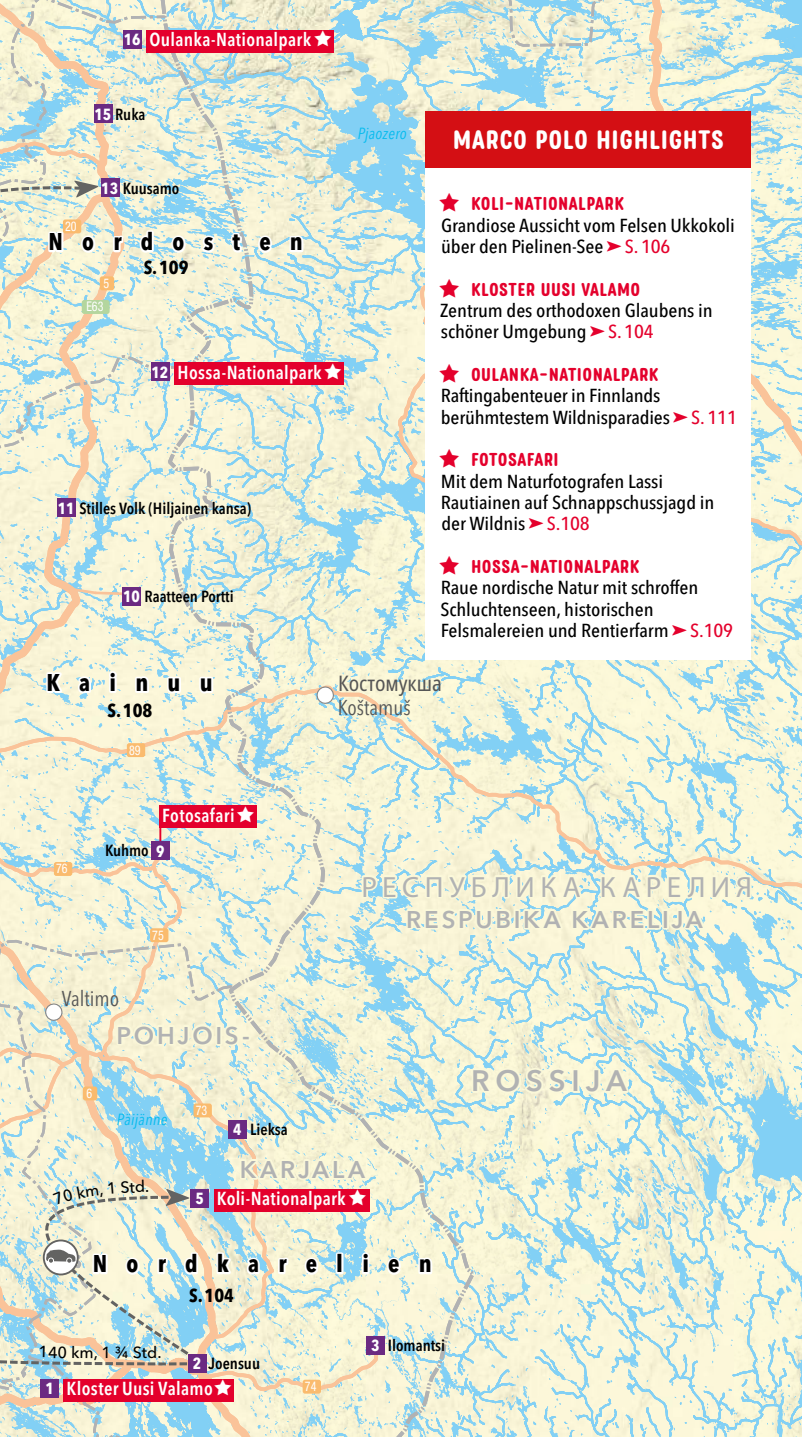 16 Oulanka-Nationalpark
15 Ruka
Pjaozero
13 Kuusamo
20
Nordosten
S. 109
5
E63
12 Hossa-Nationalpark
11 Stilles Volk (Hiljainen kansa)
10 Raatteen Portti
Kainuu
S. 108
Костомукша
Koštamuš
89
Fotosafari
Kuhmo 9
76
РЕСПУБЛИКА КАРЕЛИЯ
RESPUBIKA KARELIJA
75
Valtimo
POHJOIS-
ROSSIJA
6
73
Päijänne
4 Lieksa
KARJALA
70 km, 1 Std.
5 Koli-Nationalpark
Nordkarelien
S. 104
3 Ilomantsi
140 km, 1 ¾ Std.
2 Joensuu
74
1 Kloster Uusi Valamo
MARCO POLO HIGHLIGHTS
KOLI-NATIONALPARK
Grandiose Aussicht vom Felsen Ukkokoli
über den Pielinen-See ➤ S. 106
KLOSTER UUSI VALAMO
Zentrum des orthodoxen Glaubens in
schöner Umgebung ➤ S. 104
OULANKA-NATIONALPARK
Raftingabenteuer in Finnlands
berühmtestem Wildnisparadies ➤ S. 111
FOTOSAFARI
Mit dem Naturfotografen Lassi
Rautiainen auf Schnappschussjagd in
der Wildnis ➤ S.108
HOSSA-NATIONALPARK
Raue nordische Natur mit schroffen
Schluchtenseen, historischen
Felsmalereien und Rentierfarm ➤ S.109